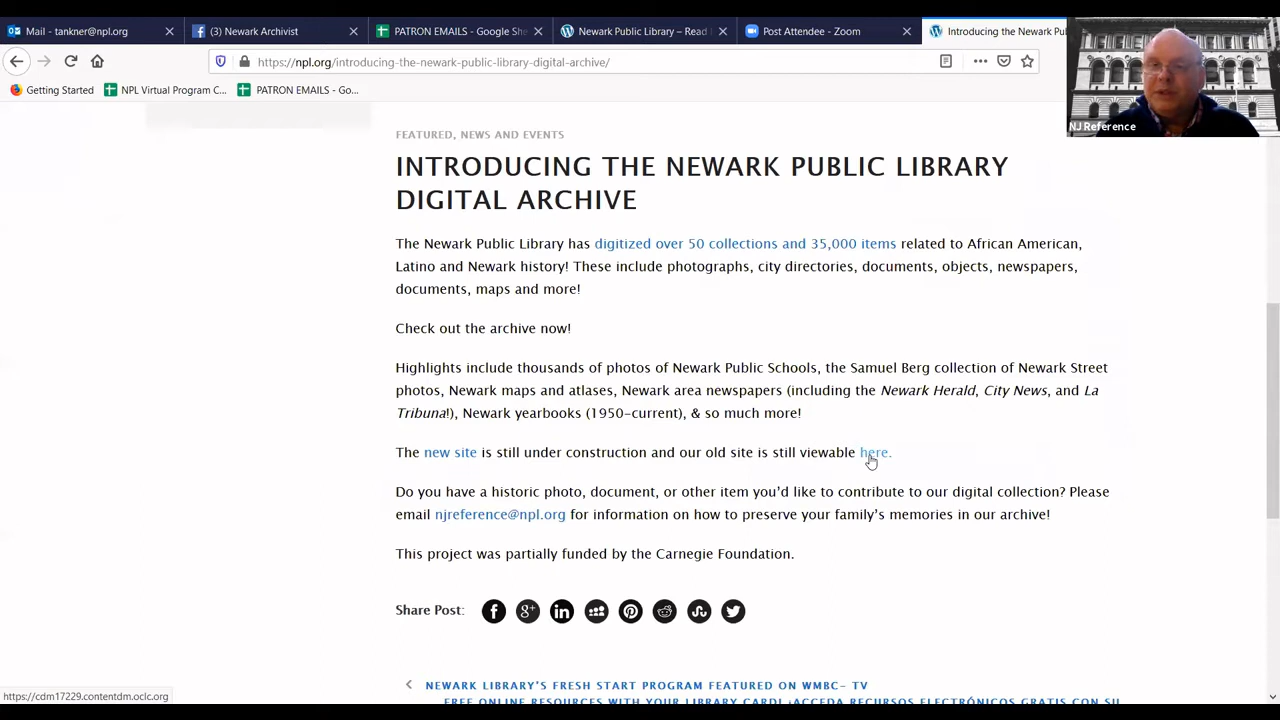 Mail - tankner@npl.org
(3) Newark Archivist
PATRON EMAILS - Google She
Newark Public Library – Read
Post Attendee - Zoom
Introducing the Newark Pu
https://npl.org/introducing-the-newark-public-library-digital-archive/
Getting Started
NPL Virtual Program C...
PATRON EMAILS - Go...
NJ Reference
FEATURED, NEWS AND EVENTS
INTRODUCING THE NEWARK PUBLIC LIBRARY
DIGITAL ARCHIVE
The Newark Public Library has digitized over 50 collections and 35,000 items related to African American,
Latino and Newark history! These include photographs, city directories, documents, objects, newspapers,
documents, maps and more!
Check out the archive now!
Highlights include thousands of photos of Newark Public Schools, the Samuel Berg collection of Newark Street
photos, Newark maps and atlases, Newark area newspapers (including the Newark Herald, City News, and La
Tribuna!), Newark yearbooks (1950-current), & so much more!
The new site is still under construction and our old site is still viewable here.
Do you have a historic photo, document, or other item you'd like to contribute to our digital collection? Please
email njreference@npl.org for information on how to preserve your family's memories in our archive!
This project was partially funded by the Carnegie Foundation.
Share Post:
NEWARK LIBRARY'S FRESH START PROGRAM FEATURED ON WMBC- TV
FREE ONLINE RESOURCES WITH YOUR LIBRARY CARD! ¡ACCEDA RECURSOS ELECTRÓNICOS GRATIS CON SU
https://cdm17229.contentdm.oclc.org